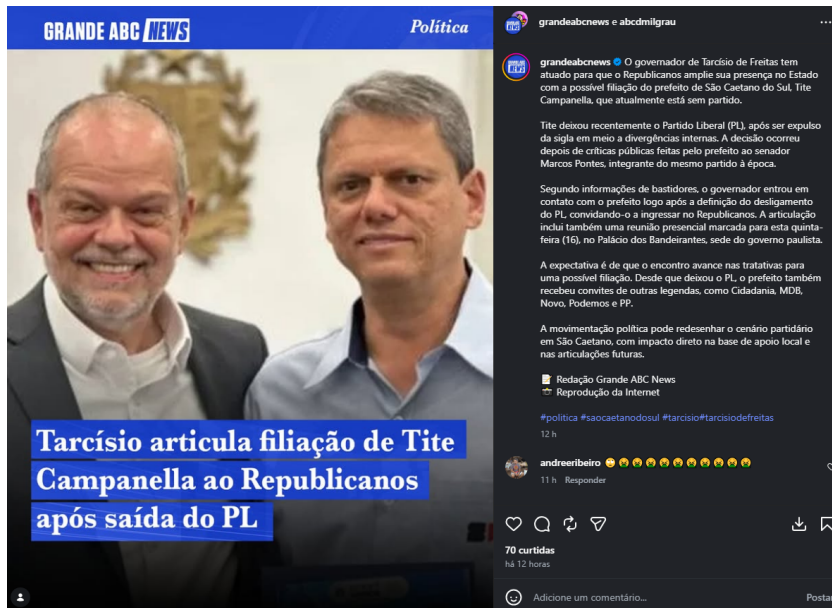 GRANDE ABC NEWS
Política
Tarcísio articula filiação de Tite
Campanella ao Republicanos
após saída do PL
grandeabcnews e abcdmilgrau
grandeabcnews O governador de Tarcísio de Freitas tem
atuado para que o Republicanos amplie sua presença no Estado
com a possível filiação do prefeito de São Caetano do Sul, Tite
Campanella, que atualmente está sem partido.
Tite deixou recentemente o Partido Liberal (PL), após ser expulso
da sigla em meio a divergências internas. A decisão ocorreu
depois de críticas públicas feitas pelo prefeito ao senador
Marcos Pontes, integrante do mesmo partido à época.
Segundo informações de bastidores, o governador entrou em
contato com o prefeito logo após a definição do desligamento
do PL, convidando-o a ingressar no Republicanos. A articulação
inclui também uma reunião presencial marcada para esta quinta-
feira (16), no Palácio dos Bandeirantes, sede do governo paulista.
A expectativa é de que o encontro avance nas tratativas para
uma possível filiação. Desde que deixou o PL, o prefeito também
recebeu convites de outras legendas, como Cidadania, MDB,
Novo, Podemos e PP.
A movimentação política pode redesenhar o cenário partidário
em São Caetano, com impacto direto na base de apoio local e
nas articulações futuras.
📝 Redação Grande ABC News
📷 Reprodução da Internet
#politica #saocaetanodosul #tarcisio#tarcisiodefreitas
12 h
andreeribeiro 🙄🤮🤮🤮🤮🤮🤮🤮🤮🤮🤮
11 h Responder
70 curtidas
há 12 horas
Adicione um comentário...
Postar